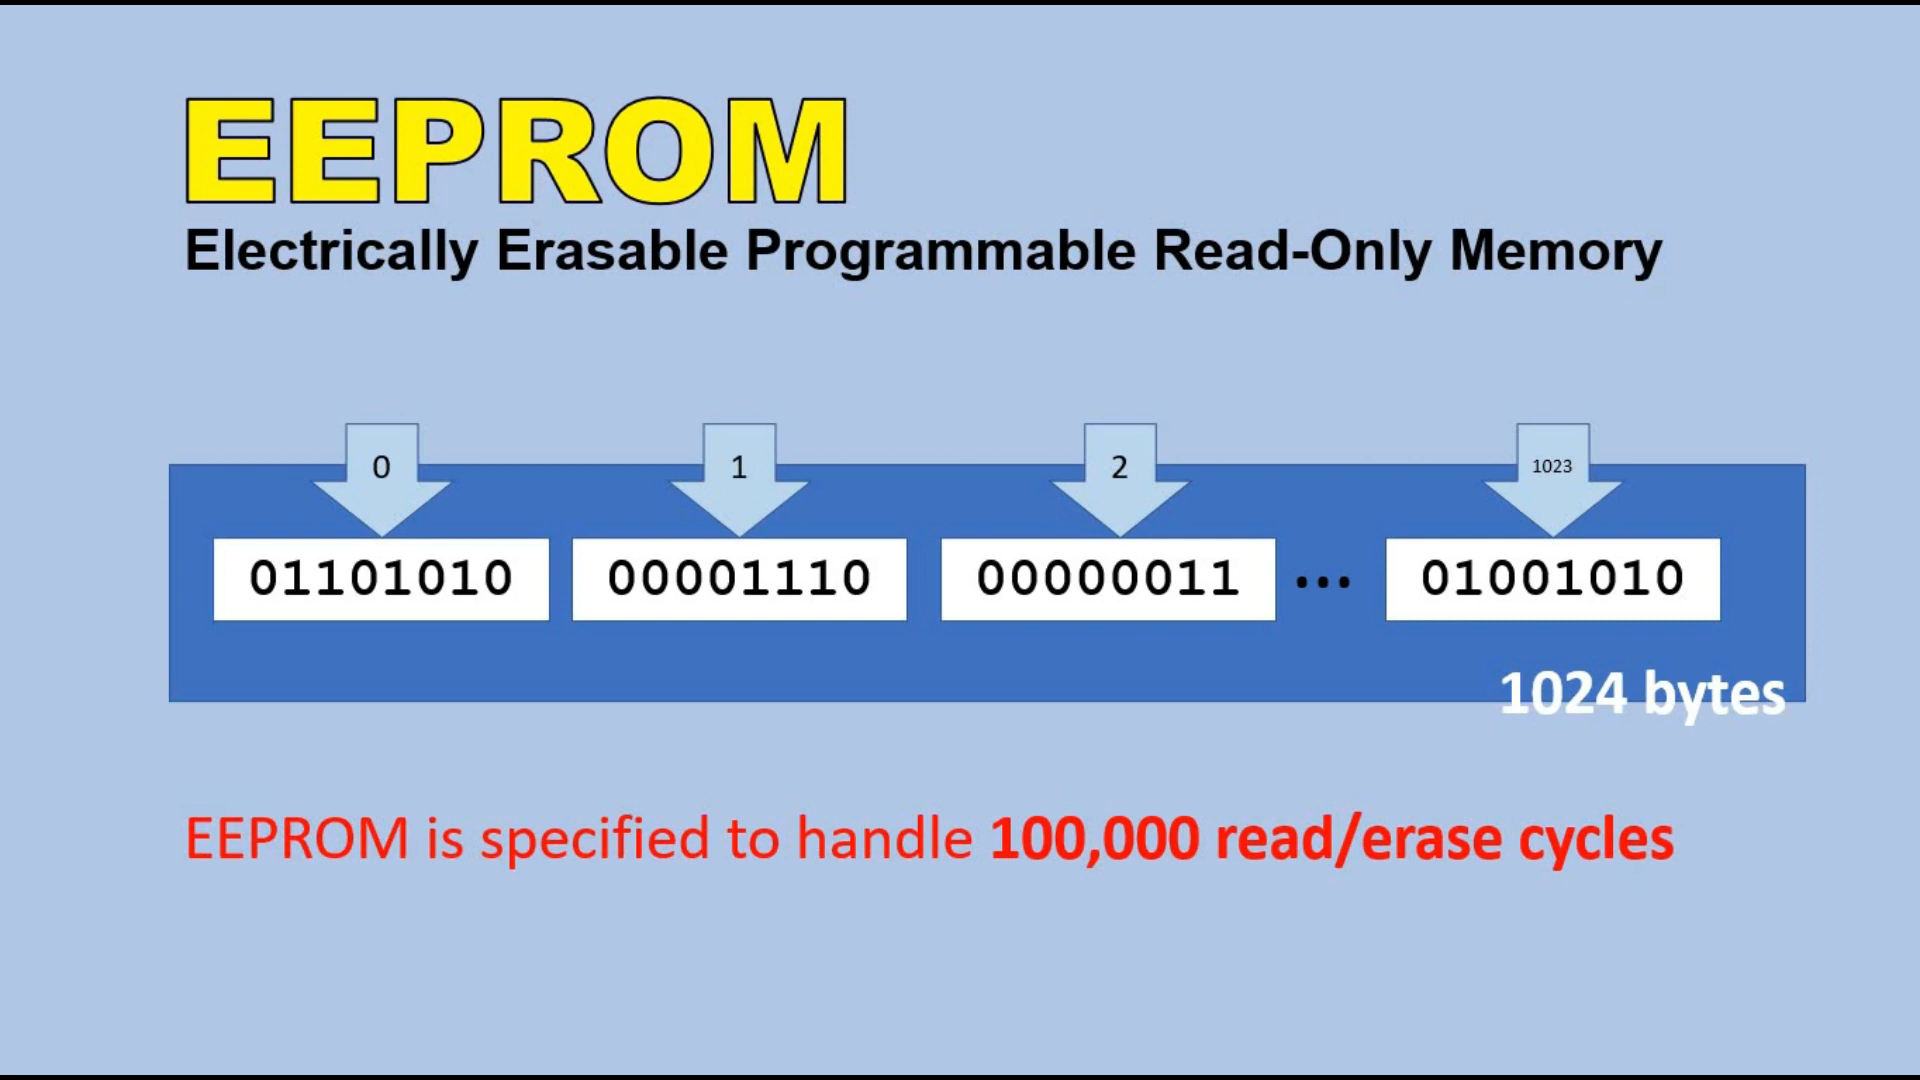 EEPROM
Electrically Erasable Programmable Read-Only Memory
0 1 2 1023
01101010 00001110 00000011 ... 01001010
1024 bytes
EEPROM is specified to handle 100,000 read/erase cycles